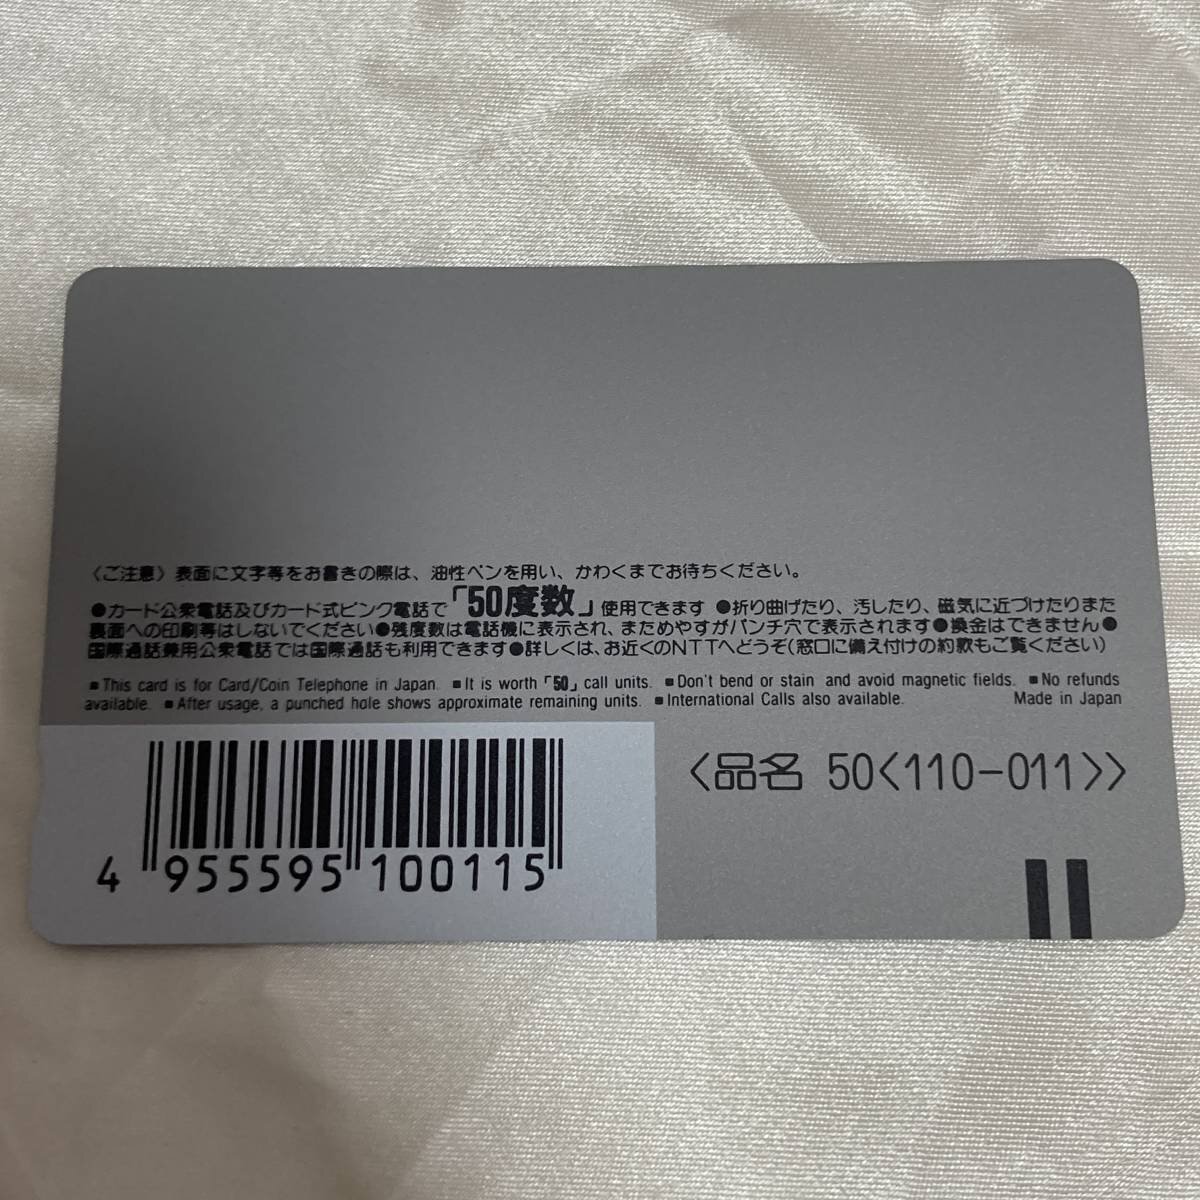 〈ご注意〉表面に文字等をお書きの際は、油性ペンを用い、かわくまでお待ちください。
●カード公衆電話及びカード式ピンク電話で「50度数」使用できます ●折り曲げたり、汚したり、磁気に近づけたりまた
裏面への印刷等はしないでください●残度数は電話機に表示され、まためやすがパンチ穴で表示されます●換金はできません●
国際通話兼用公衆電話では国際通話も利用できます●詳しくは、お近くのNTTへどうぞ(窓口に備え付けの約款もご覧ください)
■This card is for Card/Coin Telephone in Japan. ■It is worth「50」call units. ■Don't bend or stain and avoid magnetic fields. ■No refunds
available. ■After usage, a punched hole shows approximate remaining units. ■International Calls also available. Made in Japan
〈品名 50〈110-011〉〉
4 955595 100115